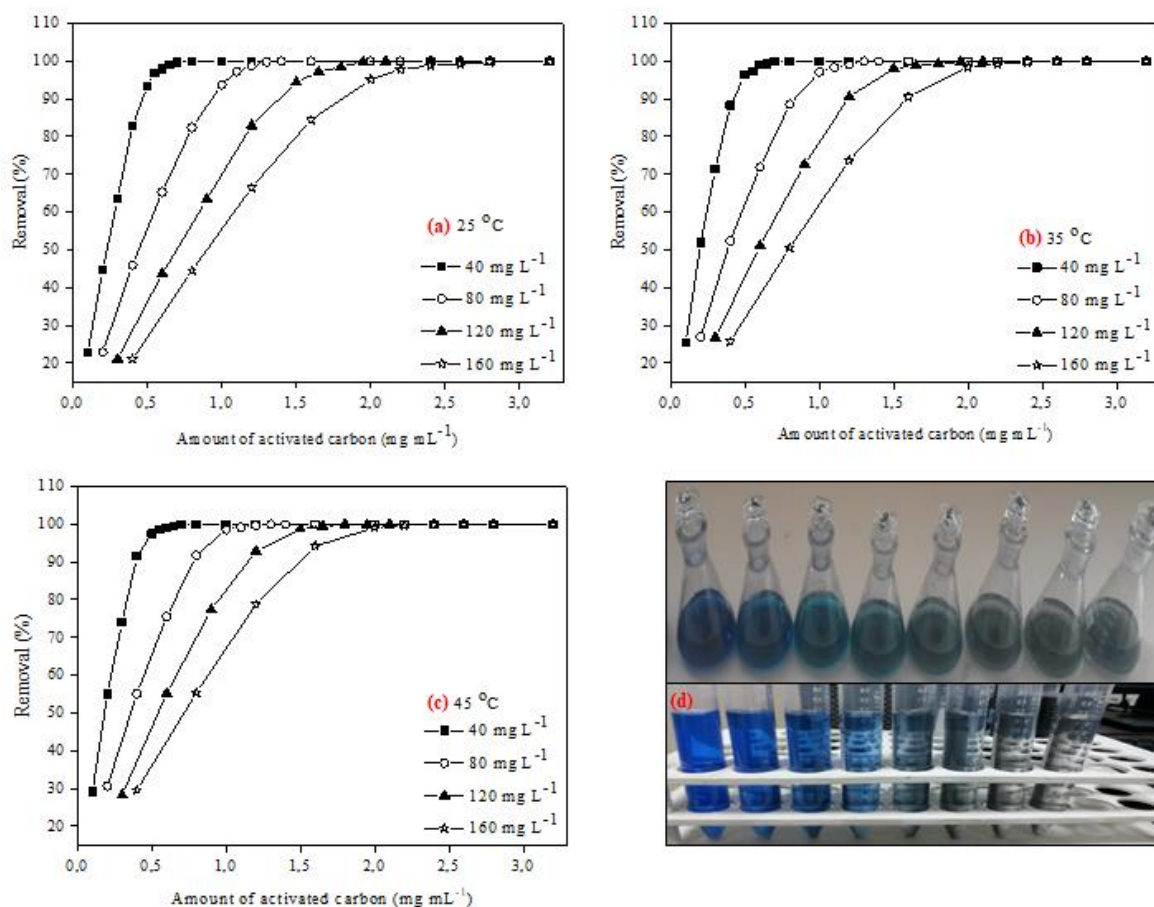 110
100
90
80
70
60
50
40
30
20
Removal (%)
(a) 25 °C
40 mg L⁻¹
80 mg L⁻¹
120 mg L⁻¹
160 mg L⁻¹
0,0 0,5 1,0 1,5 2,0 2,5 3,0
Amount of activated carbon (mg mL⁻¹)
110
100
90
80
70
60
50
40
30
20
Removal (%)
(b) 35 °C
40 mg L⁻¹
80 mg L⁻¹
120 mg L⁻¹
160 mg L⁻¹
0,0 0,5 1,0 1,5 2,0 2,5 3,0
Amount of activated carbon (mg mL⁻¹)
110
100
90
80
70
60
50
40
30
20
Removal (%)
(c) 45 °C
40 mg L⁻¹
80 mg L⁻¹
120 mg L⁻¹
160 mg L⁻¹
0,0 0,5 1,0 1,5 2,0 2,5 3,0
Amount of activated carbon (mg mL⁻¹)
(d)